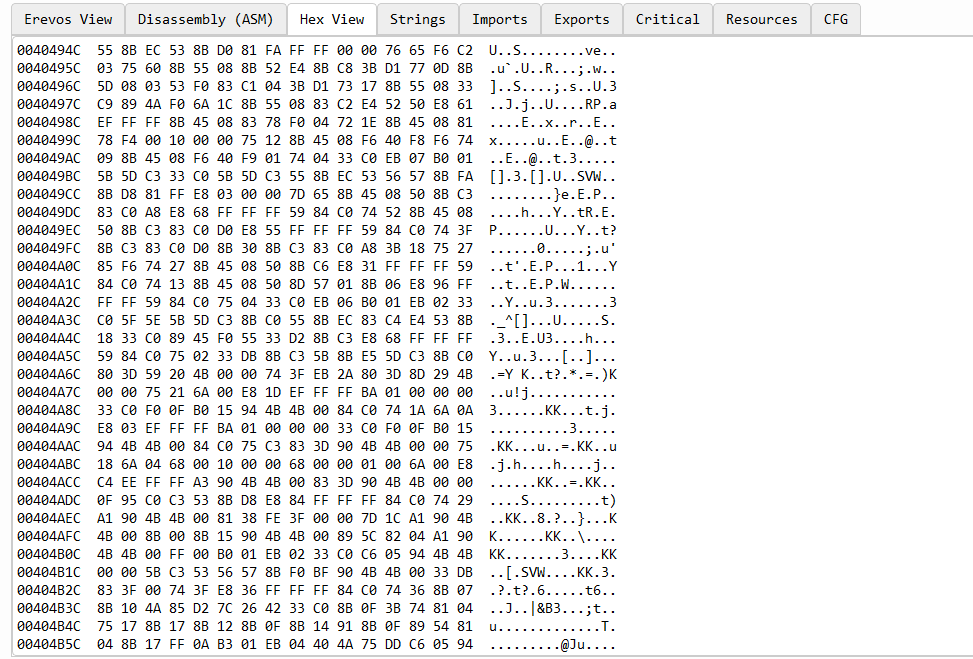 Erevos View Disassembly (ASM) Hex View Strings Imports Exports Critical Resources CFG
0040494C 55 8B EC 53 8B D0 81 FA FF FF 00 00 76 65 F6 C2 U..S........ve..
0040495C 03 75 60 8B 55 08 8B 52 E4 8B C8 3B D1 77 0D 8B .u`.U..R...;.w..
0040496C 5D 08 03 53 F0 83 C1 04 3B D1 73 17 8B 55 08 33 ]..S....;.s..U.3
0040497C C9 89 4A F0 6A 1C 8B 55 08 83 C2 E4 52 50 E8 61 ..J.j..U....RP.a
0040498C EF FF FF 8B 45 08 83 78 F0 04 72 1E 8B 45 08 81 ....E..x..r..E..
0040499C 78 F4 00 10 00 00 75 12 8B 45 08 F6 40 F8 F6 74 x.....u..E..@..t
004049AC 09 8B 45 08 F6 40 F9 01 74 04 33 C0 EB 07 B0 01 ..E..@..t.3.....
004049BC 5B 5D C3 33 C0 5B 5D C3 55 8B EC 53 56 57 8B FA [].3.[].U..SVW..
004049CC 8B D8 81 FF E8 03 00 00 7D 65 8B 45 08 50 8B C3 ........}e.E.P..
004049DC 83 C0 A8 E8 68 FF FF FF 59 84 C0 74 52 8B 45 08 ....h...Y..tR.E.
004049EC 50 8B C3 83 C0 D0 E8 55 FF FF FF 59 84 C0 74 3F P......U...Y..t?
004049FC 8B C3 83 C0 D0 8B 30 8B C3 83 C0 A8 3B 18 75 27 ......0.....;.u'
00404A0C 85 F6 74 27 8B 45 08 50 8B C6 E8 31 FF FF FF 59 ..t'.E.P...1...Y
00404A1C 84 C0 74 13 8B 45 08 50 8D 57 01 8B 06 E8 96 FF ..t..E.P.W......
00404A2C FF FF 59 84 C0 75 04 33 C0 EB 06 B0 01 EB 02 33 ..Y..u.3.......3
00404A3C C0 5F 5E 5B 5D C3 8B C0 55 8B EC 83 C4 E4 53 8B ._^[]...U.....S.
00404A4C 18 33 C0 89 45 F0 55 33 D2 8B C3 E8 68 FF FF FF .3..E.U3....h...
00404A5C 59 84 C0 75 02 33 DB 8B C3 5B 8B E5 5D C3 8B C0 Y..u.3...[..]...
00404A6C 80 3D 59 20 4B 00 00 74 3F EB 2A 80 3D 8D 29 4B .=Y K..t?.*.=.)K
00404A7C 00 00 75 21 6A 00 E8 1D EF FF FF BA 01 00 00 00 ..u!j...........
00404A8C 33 C0 F0 0F B0 15 94 4B 4B 00 84 C0 74 1A 6A 0A 3......KK...t.j.
00404A9C E8 03 EF FF FF BA 01 00 00 00 33 C0 F0 0F B0 15 ..........3.....
00404AAC 94 4B 4B 00 84 C0 75 C3 83 3D 90 4B 4B 00 00 75 .KK...u..=.KK..u
00404ABC 18 6A 04 68 00 10 00 00 68 00 00 01 00 6A 00 E8 .j.h....h....j..
00404ACC C4 EE FF FF A3 90 4B 4B 00 83 3D 90 4B 4B 00 00 ......KK..=.KK..
00404ADC 0F 95 C0 C3 53 8B D8 E8 84 FF FF FF 84 C0 74 29 ....S.........t)
00404AEC A1 90 4B 4B 00 81 38 FE 3F 00 00 7D 1C A1 90 4B ..KK..8.?..}...K
00404AFC 4B 00 8B 00 8B 15 90 4B 4B 00 89 5C 82 04 A1 90 K......KK..\....
00404B0C 4B 4B 00 FF 00 B0 01 EB 02 33 C0 C6 05 94 4B 4B KK.......3....KK
00404B1C 00 00 5B C3 53 56 57 8B F0 BF 90 4B 4B 00 33 DB ..[.SVW....KK.3.
00404B2C 83 3F 00 74 3F E8 36 FF FF FF 84 C0 74 36 8B 07 .?.t?.6.....t6..
00404B3C 8B 10 4A 85 D2 7C 26 42 33 C0 8B 0F 3B 74 81 04 ..J..|&B3...;t..
00404B4C 75 17 8B 17 8B 12 8B 0F 8B 14 91 8B 0F 89 54 81 u.............T.
00404B5C 04 8B 17 FF 0A B3 01 EB 04 40 4A 75 DD C6 05 94 .........@Ju....